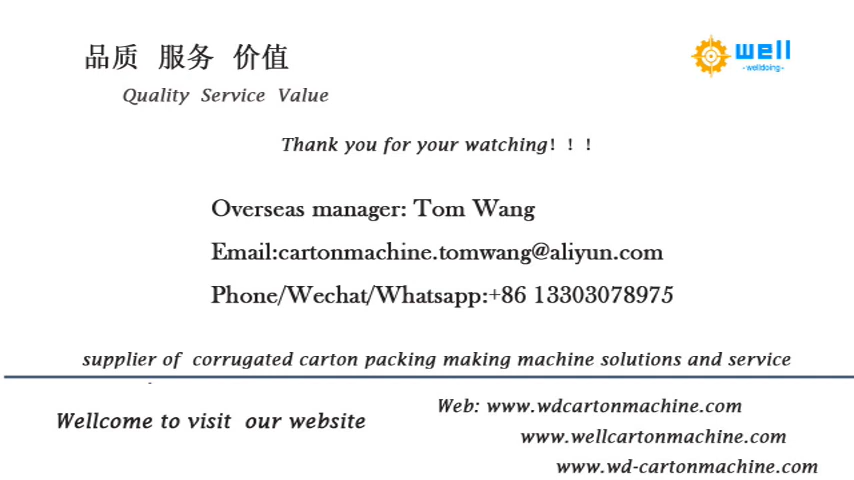 品质 服务 价值
well
-welldoing-
Quality Service Value
Thank you for your watching！！！
Overseas manager: Tom Wang
Email:cartonmachine.tomwang@aliyun.com
Phone/Wechat/Whatsapp:+86 13303078975
supplier of corrugated carton packing making machine solutions and service
Wellcome to visit our website
Web: www.wdcartonmachine.com
www.wellcartonmachine.com
www.wd-cartonmachine.com